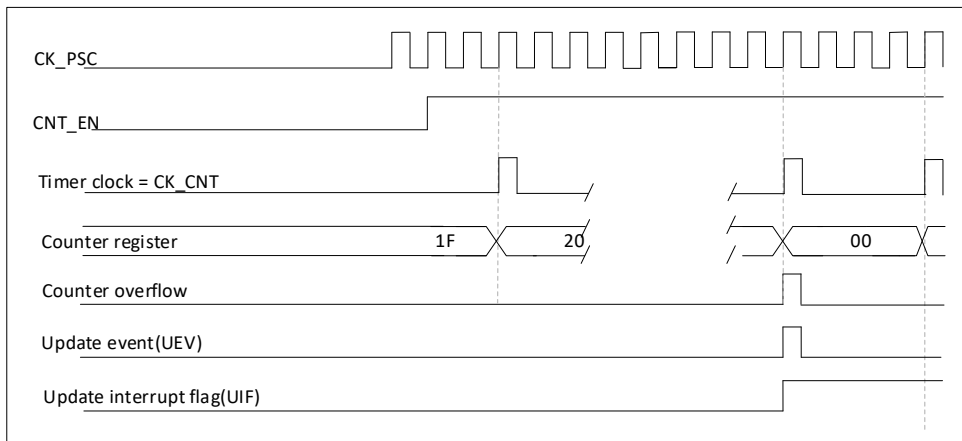 CK_PSC
CNT_EN
Timer clock = CK_CNT
Counter register 1F 20 00
Counter overflow
Update event(UEV)
Update interrupt flag(UIF)